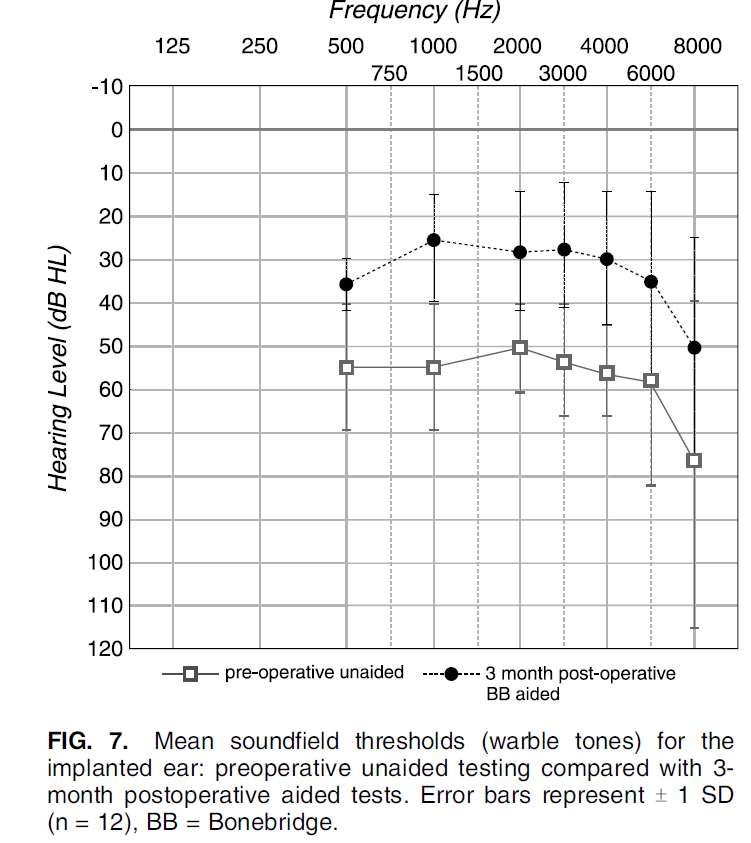 Frequency (Hz)
125 250 500 1000 2000 4000 8000
750 1500 3000 6000
-10
0
10
20
30
40
50
60
70
80
90
100
110
120
Hearing Level (dB HL)
pre-operative unaided 3 month post-operative
BB aided
FIG. 7. Mean soundfield thresholds (warble tones) for the
implanted ear: preoperative unaided testing compared with 3-
month postoperative aided tests. Error bars represent ± 1 SD
(n = 12), BB = Bonebridge.